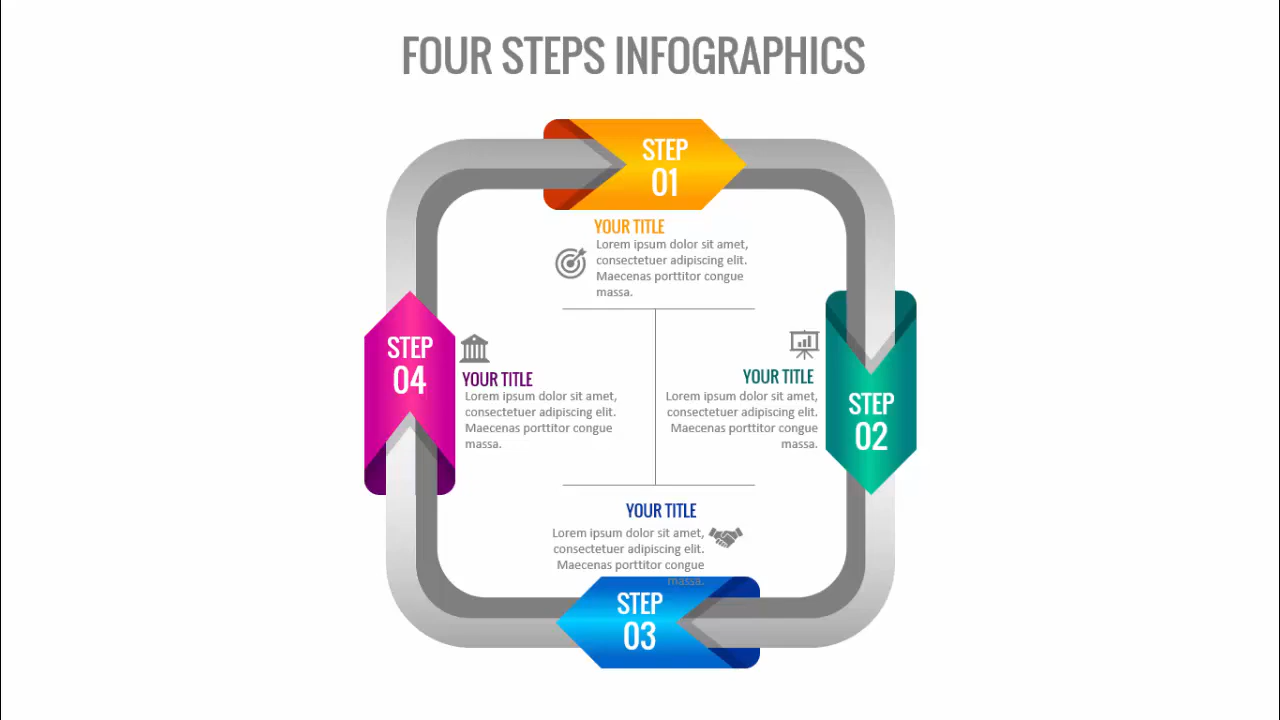 FOUR STEPS INFOGRAPHICS
STEP
01
YOUR TITLE
Lorem ipsum dolor sit amet,
consectetuer adipiscing elit.
Maecenas porttitor congue
massa.
STEP
02
YOUR TITLE
Lorem ipsum dolor sit amet,
consectetuer adipiscing elit.
Maecenas porttitor congue
massa.
YOUR TITLE
Lorem ipsum dolor sit amet,
consectetuer adipiscing elit.
Maecenas porttitor congue
massa.
STEP
03
STEP
04
YOUR TITLE
Lorem ipsum dolor sit amet,
consectetuer adipiscing elit.
Maecenas porttitor congue
massa.